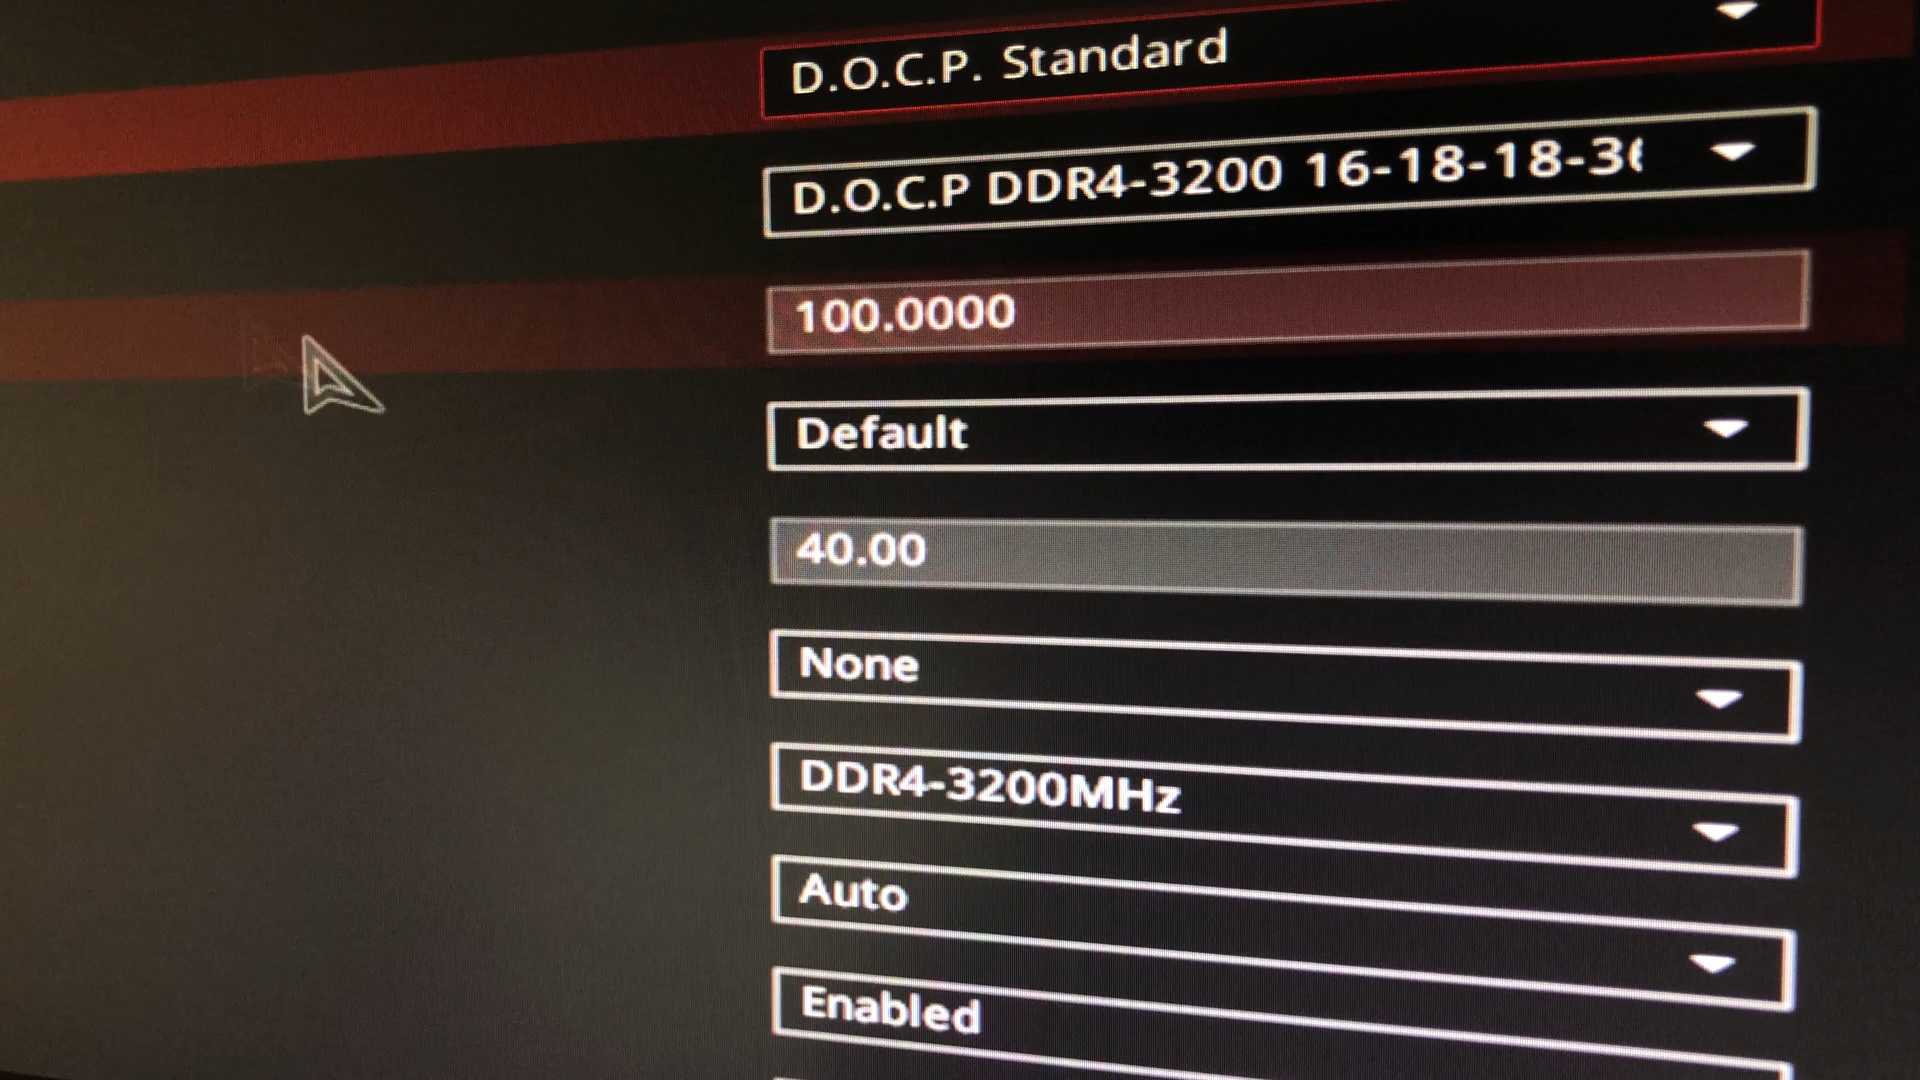 D.O.C.P. Standard
D.O.C.P DDR4-3200 16-18-18-3
100.0000
Default
40.00
None
DDR4-3200MHz
Auto
Enabled